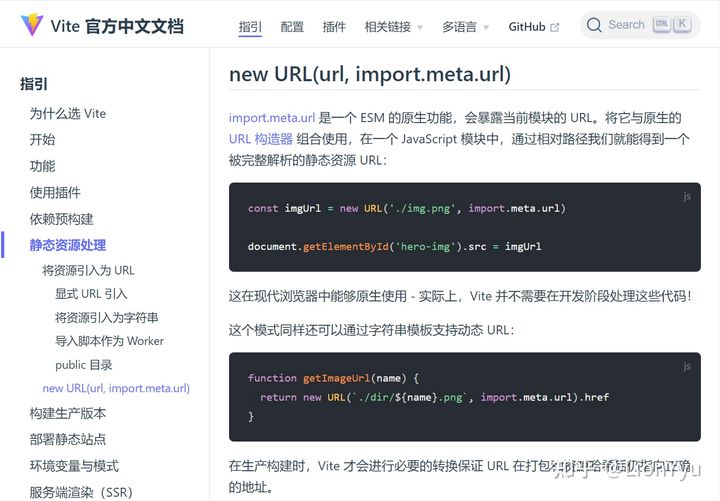 Vite 官方中文文档
指引 配置 插件 相关链接 多语言 GitHub Search CTRL K
指引
为什么选 Vite
开始
功能
使用插件
依赖预构建
静态资源处理
将资源引入为 URL
显式 URL 引入
将资源引入为字符串
导入脚本作为 Worker
public 目录
new URL(url, import.meta.url)
构建生产版本
部署静态站点
环境变量与模式
服务端渲染（SSR）
new URL(url, import.meta.url)
import.meta.url 是一个 ESM 的原生功能，会暴露当前模块的 URL。将它与原生的
URL 构造器 组合使用，在一个 JavaScript 模块中，通过相对路径我们就能得到一个
被完整解析的静态资源 URL：
js
const imgUrl = new URL('./img.png', import.meta.url)
document.getElementById('hero-img').src = imgUrl
这在现代浏览器中能够原生使用 - 实际上，Vite 并不需要在开发阶段处理这些代码！
这个模式同样还可以通过字符串模板支持动态 URL：
js
function getImageUrl(name) {
return new URL(`./dir/${name}.png`, import.meta.url).href
}
在生产构建时，Vite 才会进行必要的转换保证 URL 在打包
的地址。
知乎 @LionTyu